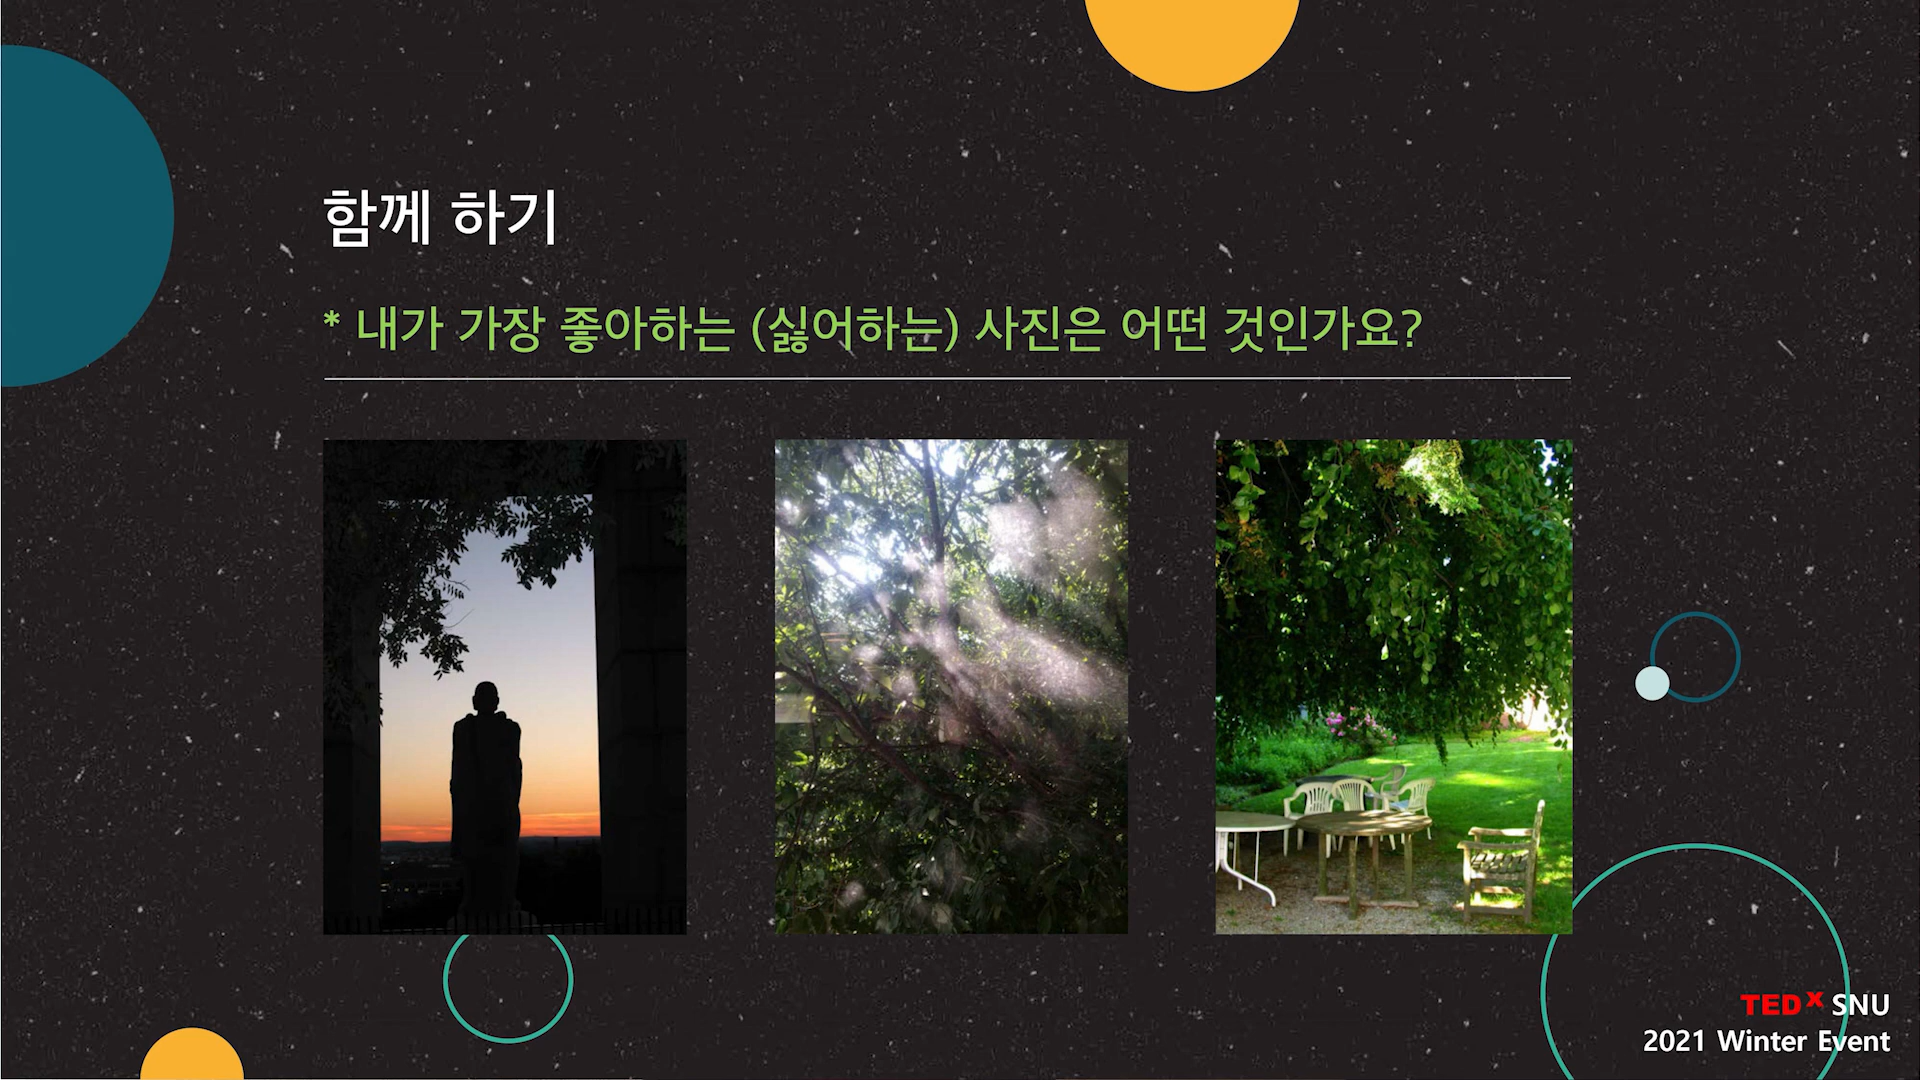 함께 하기
* 내가 가장 좋아하는 (싫어하는) 사진은 어떤 것인가요?
TEDx SNU
2021 Winter Event